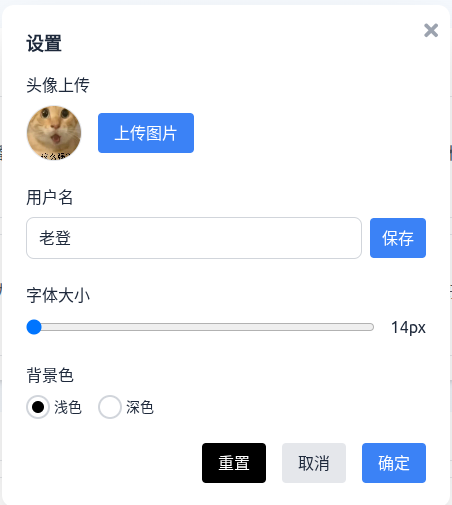 设置
头像上传
上传图片
用户名
老登
保存
字体大小
14px
背景色
浅色
深色
重置
取消
确定